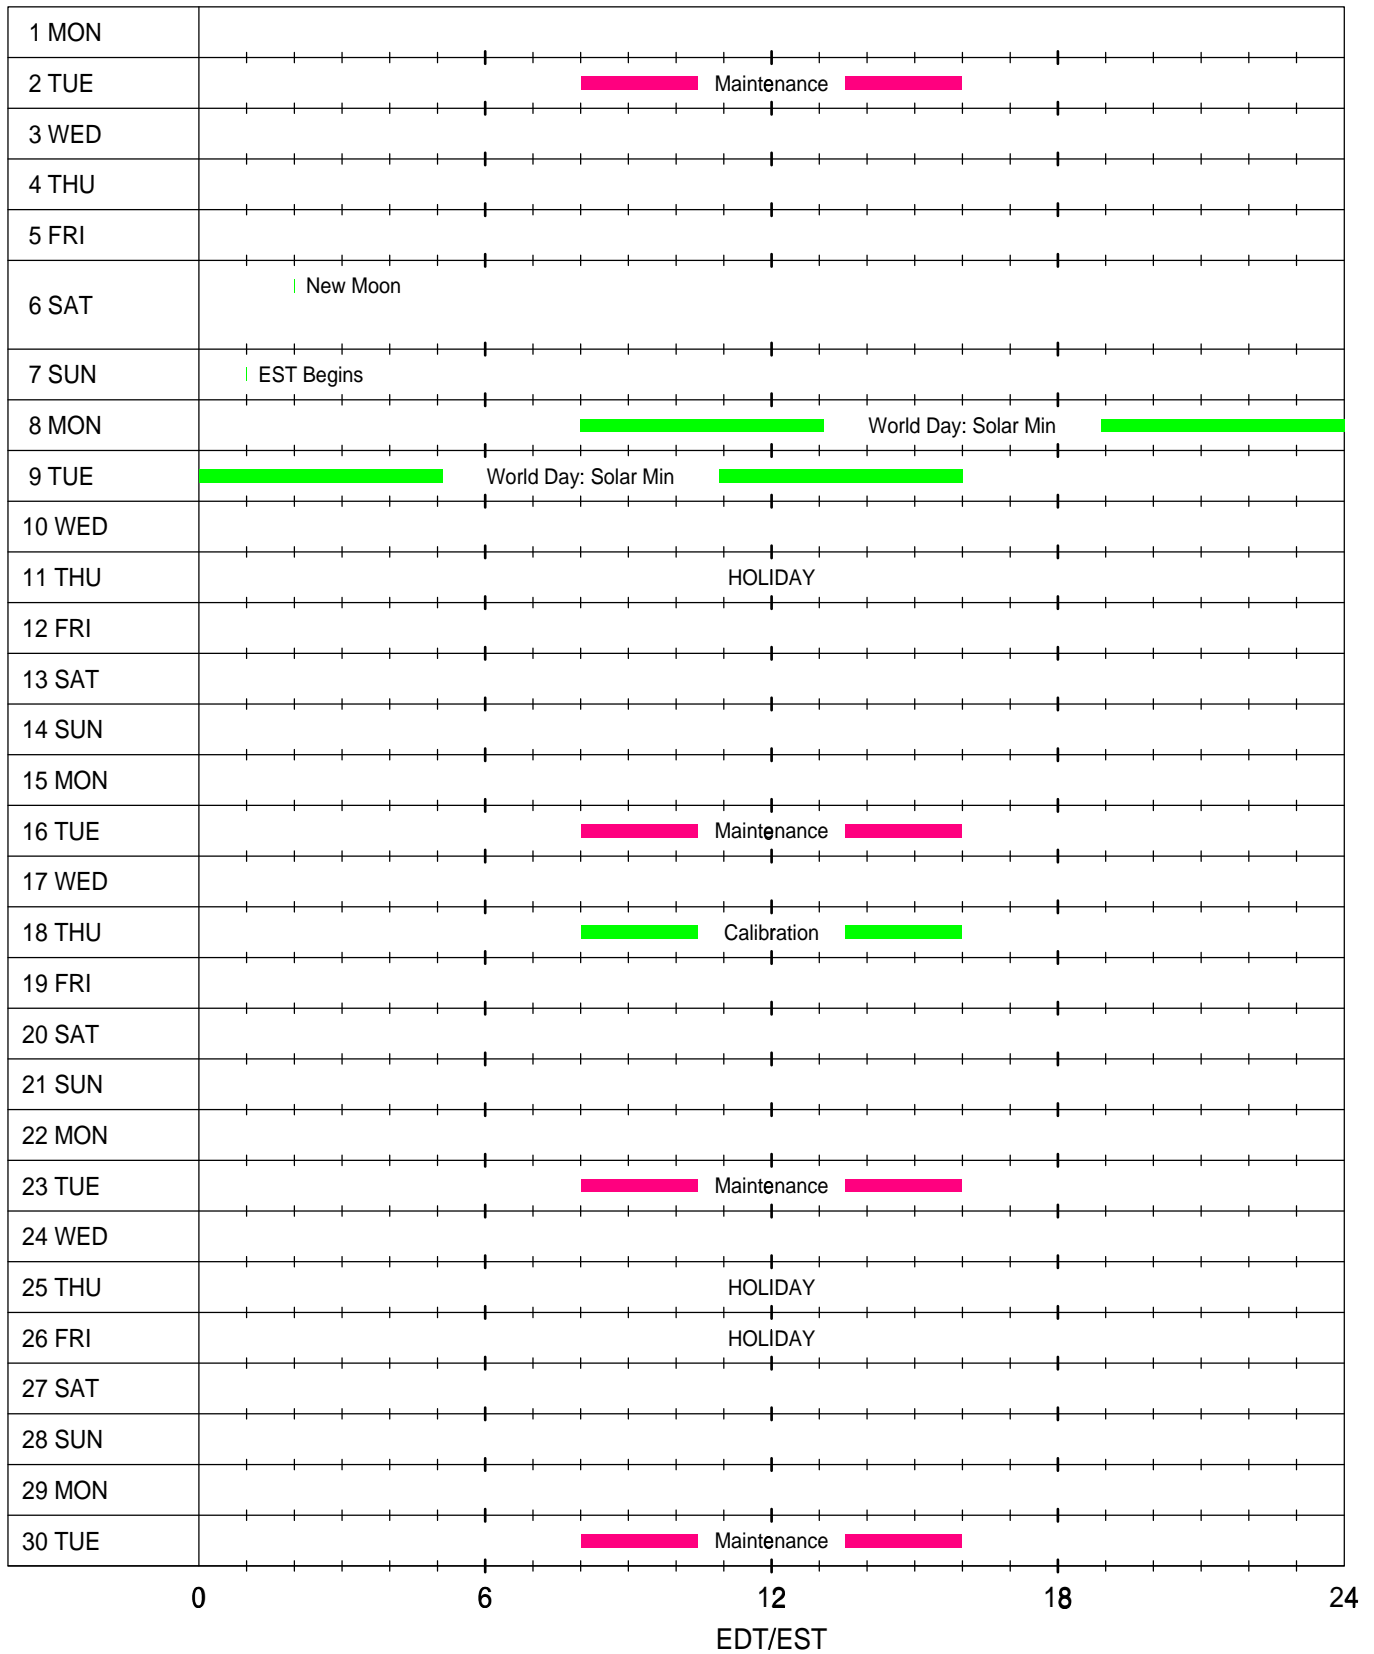 1 MON
2 TUE Maintenance
3 WED
4 THU
5 FRI
6 SAT New Moon
7 SUN EST Begins
8 MON World Day: Solar Min
9 TUE World Day: Solar Min
10 WED
11 THU HOLIDAY
12 FRI
13 SAT
14 SUN
15 MON
16 TUE Maintenance
17 WED
18 THU Calibration
19 FRI
20 SAT
21 SUN
22 MON
23 TUE Maintenance
24 WED
25 THU HOLIDAY
26 FRI HOLIDAY
27 SAT
28 SUN
29 MON
30 TUE Maintenance
0 6 12 18 24
EDT/EST